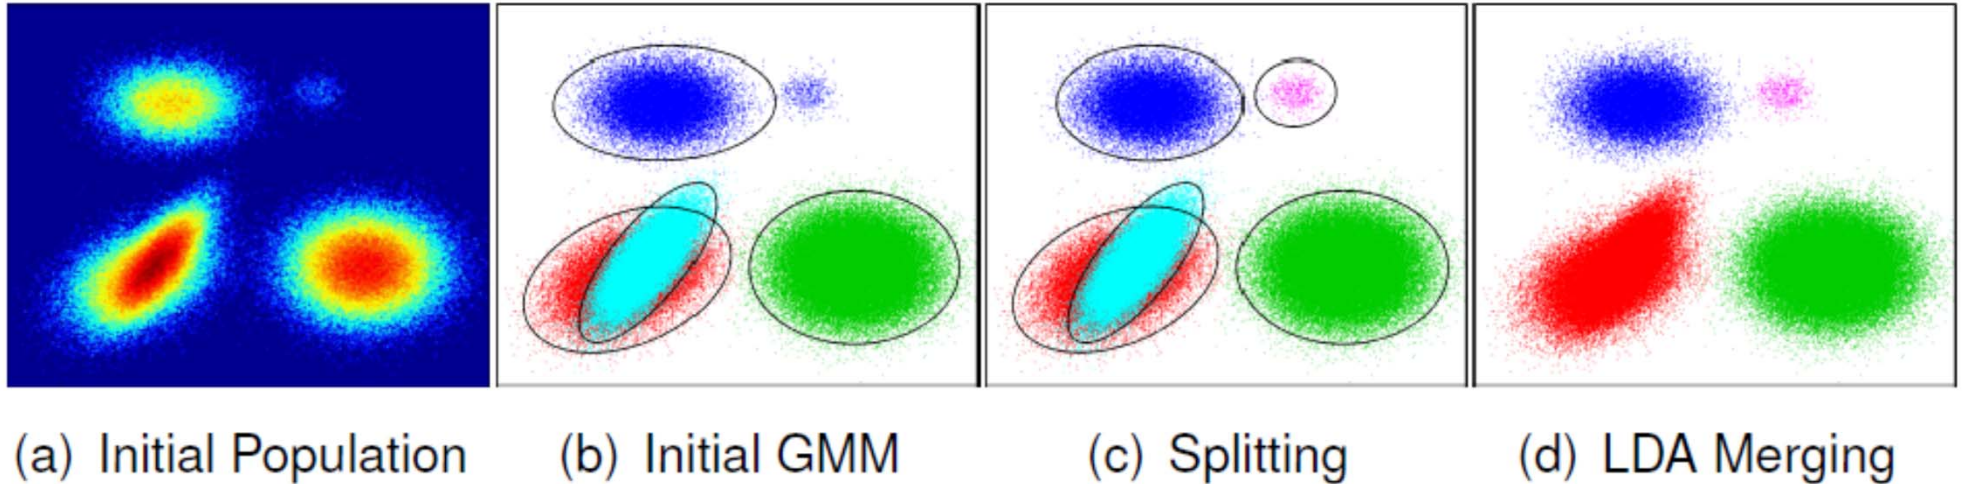 (a) Initial Population
(b) Initial GMM
(c) Splitting
(d) LDA Merging